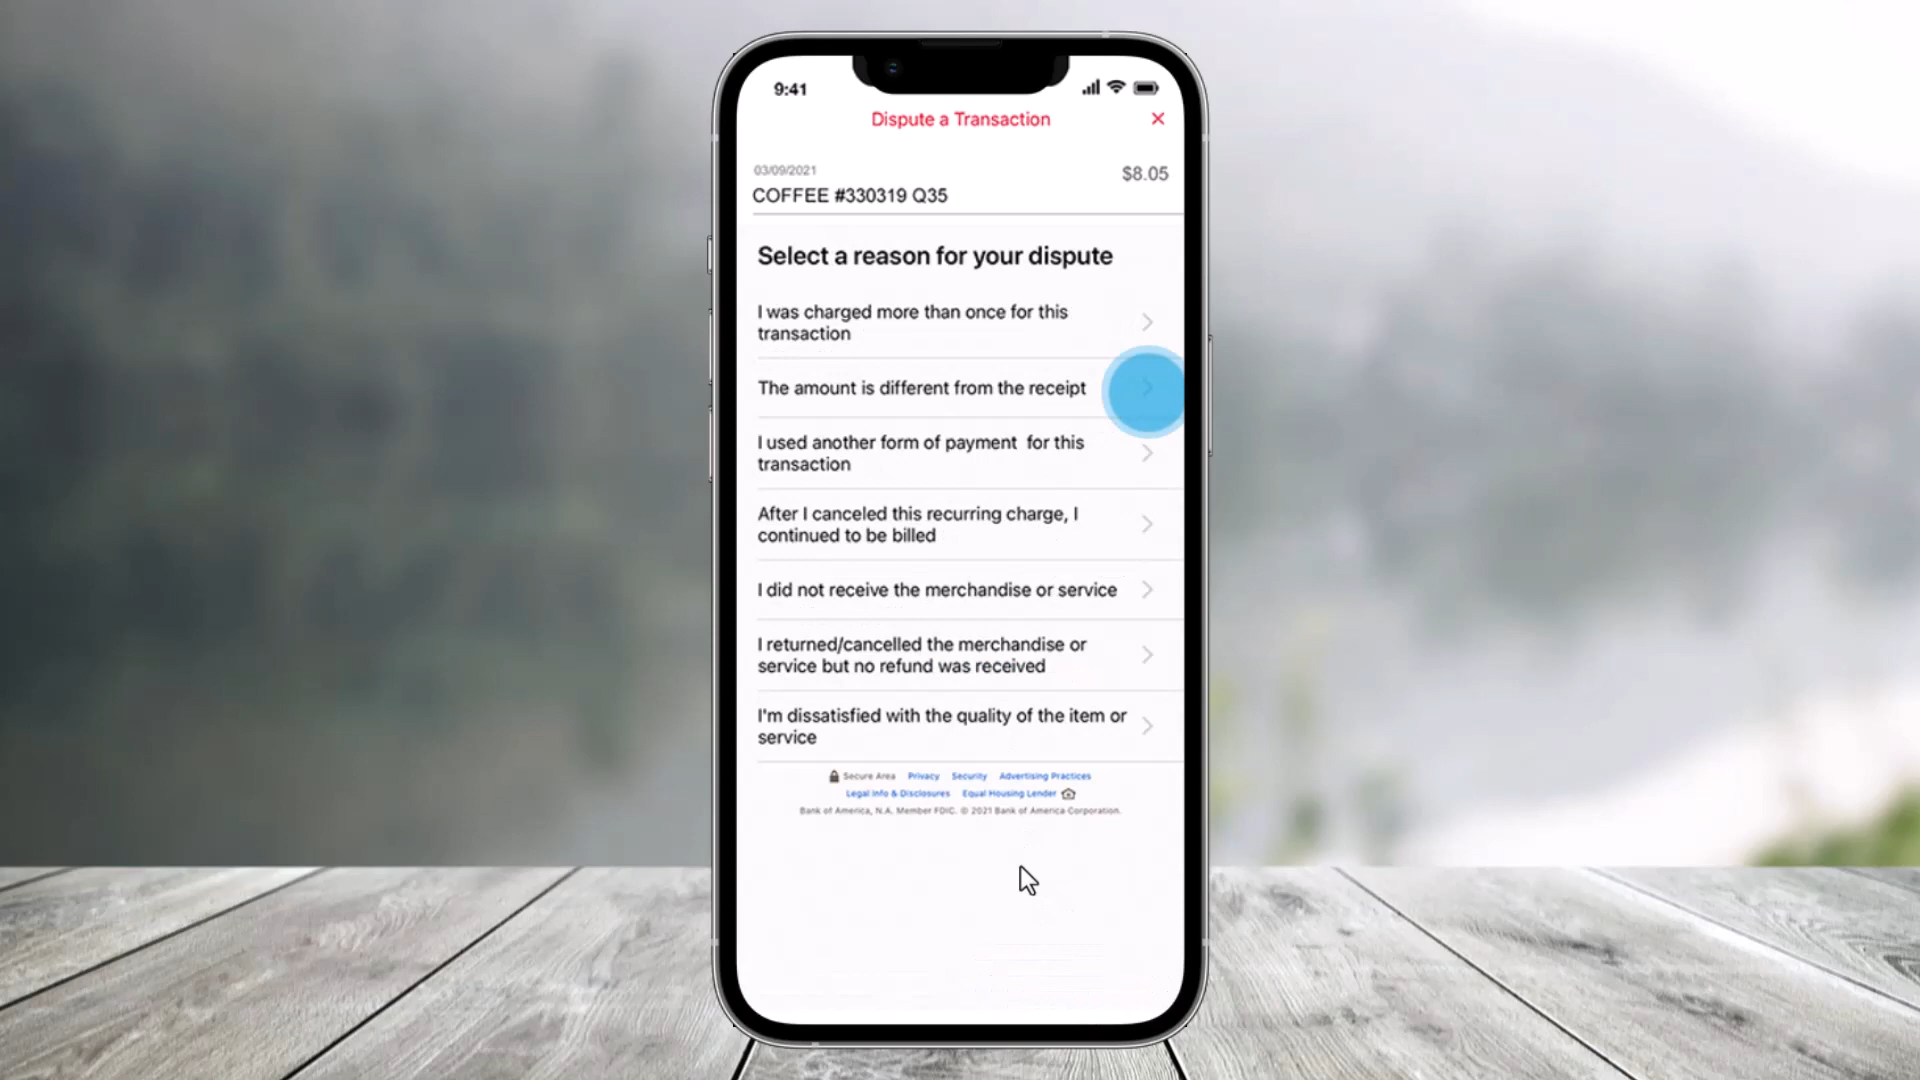 9:41
Dispute a Transaction
03/09/2021
$8.05
COFFEE #330319 Q35
Select a reason for your dispute
I was charged more than once for this
transaction
The amount is different from the receipt
I used another form of payment for this
transaction
After I canceled this recurring charge, I
continued to be billed
I did not receive the merchandise or service
I returned/cancelled the merchandise or
service but no refund was received
I'm dissatisfied with the quality of the item or
service
Secure Area Privacy Security Advertising Practices
Legal Info & Disclosures Equal Housing Lender
Bank of America, N.A. Member FDIC. © 2021 Bank of America Corporation.